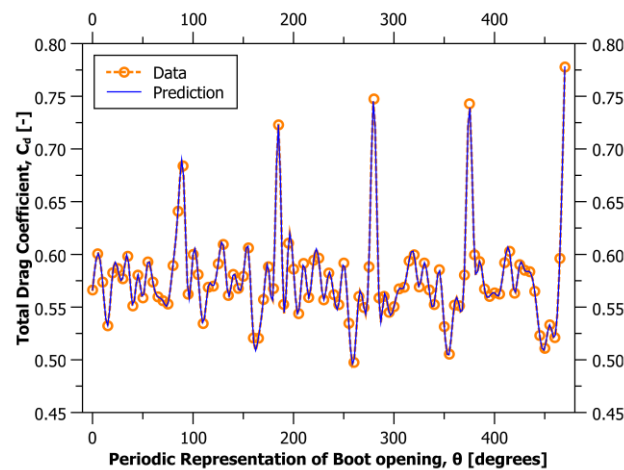 0 100 200 300 400
0.80 0.80
Data
Prediction
0.75 0.75
0.70 0.70
0.65 0.65
0.60 0.60
0.55 0.55
0.50 0.50
0.45 0.45
Total Drag Coefficient, Cd [-]
0 100 200 300 400
Periodic Representation of Boot opening, θ [degrees]